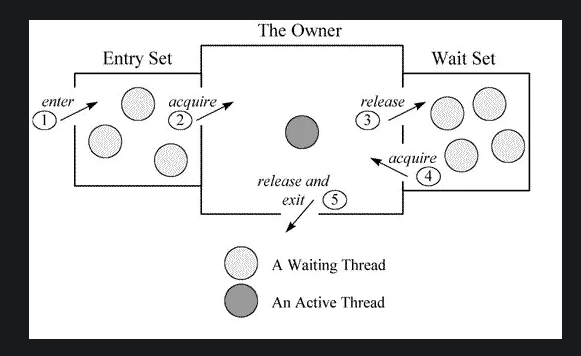 The Owner
Entry Set
Wait Set
enter
1
acquire
2
release
3
acquire
4
release and
exit
5
A Waiting Thread
An Active Thread